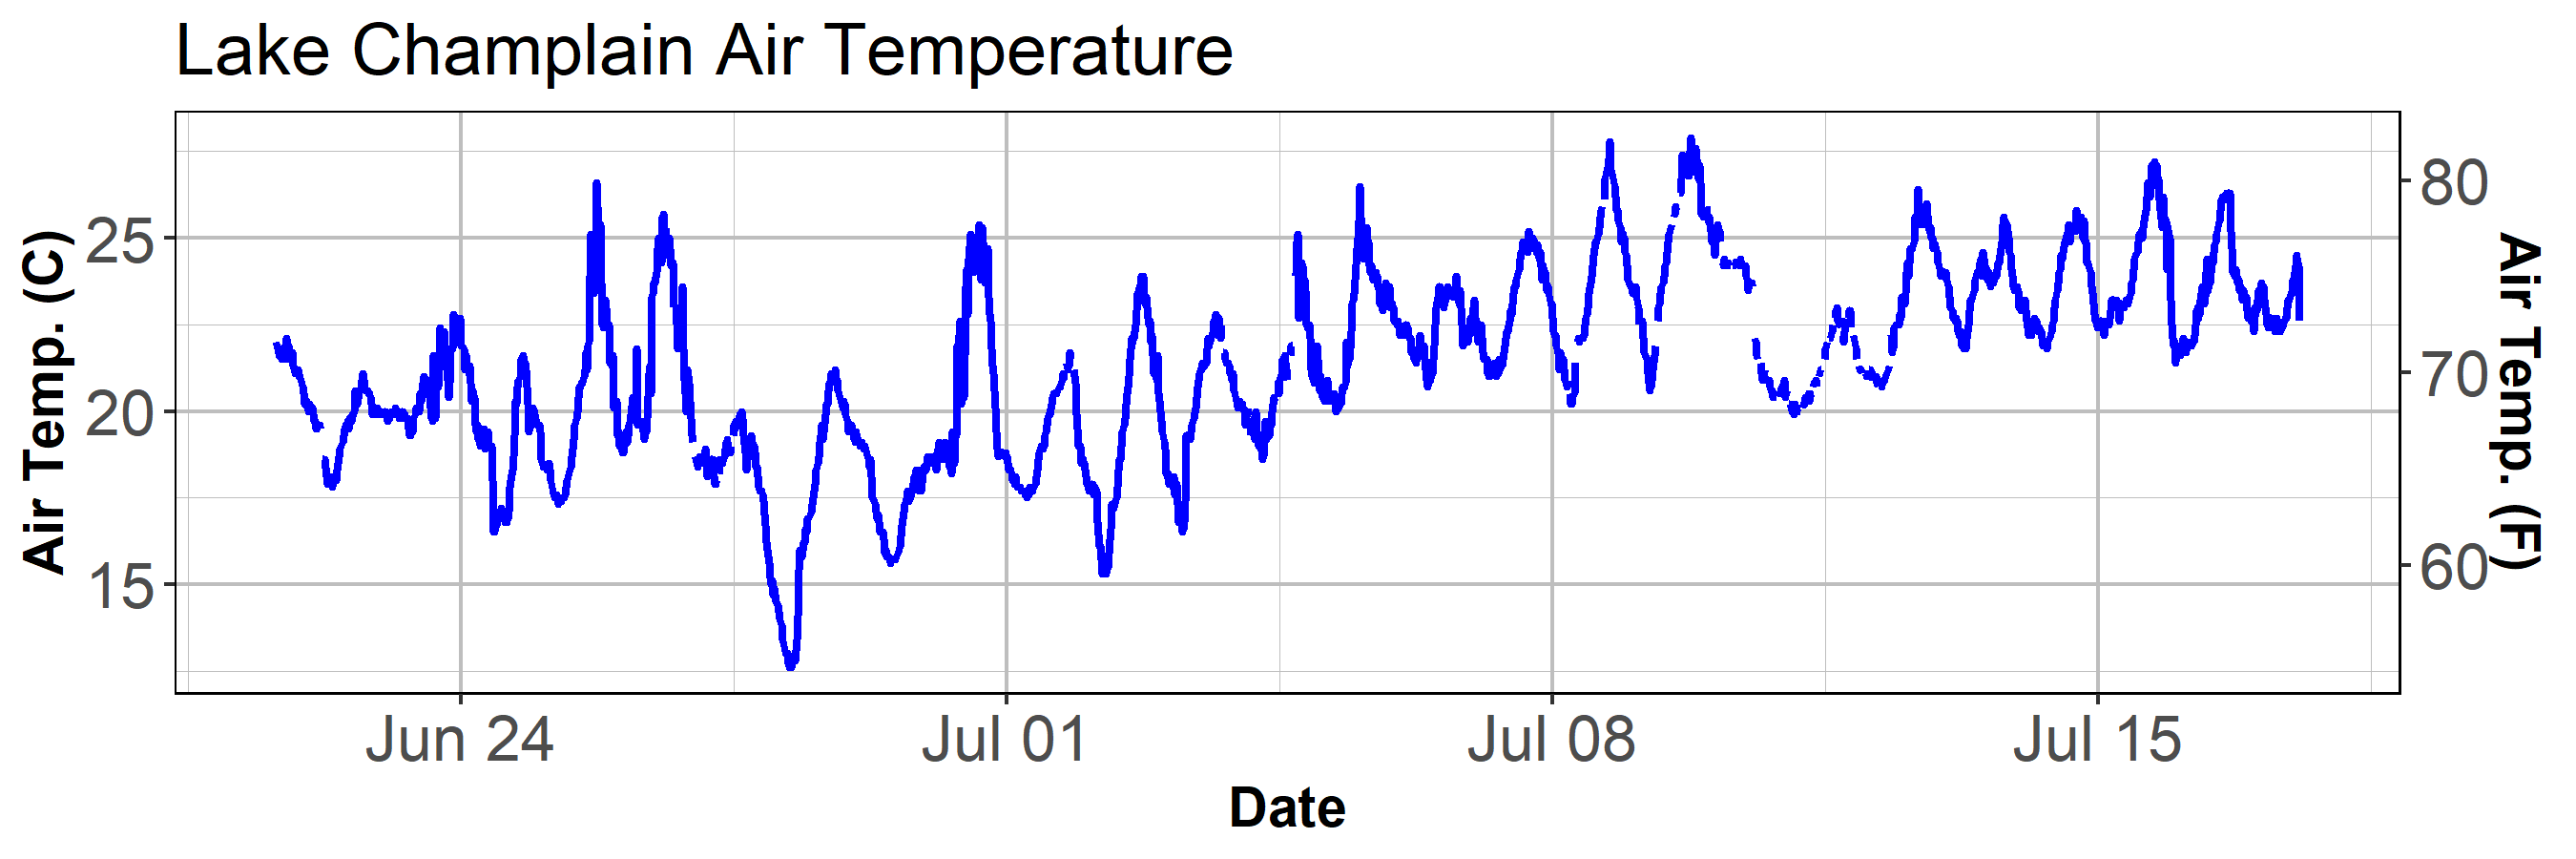 Lake Champlain Air Temperature
Air Temp. (C)
25
20
15
80
70
60
Air Temp. (F)
Jun 24
Jul 01
Jul 08
Jul 15
Date